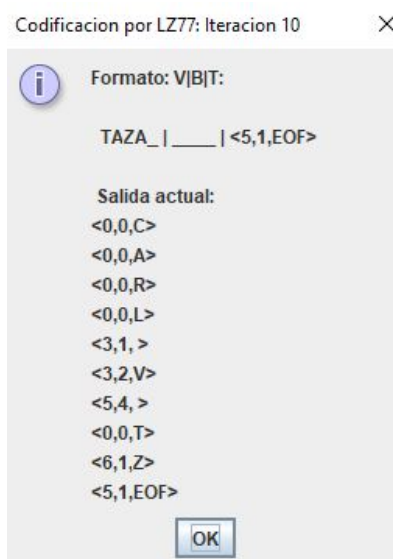 Codificacion por LZ77: Iteracion 10
Formato: V|B|T:
TAZA_ | ____ | <5,1,EOF>
Salida actual:
<0,0,C>
<0,0,A>
<0,0,R>
<0,0,L>
<3,1, >
<3,2,V>
<5,4, >
<0,0,T>
<6,1,Z>
<5,1,EOF>
OK